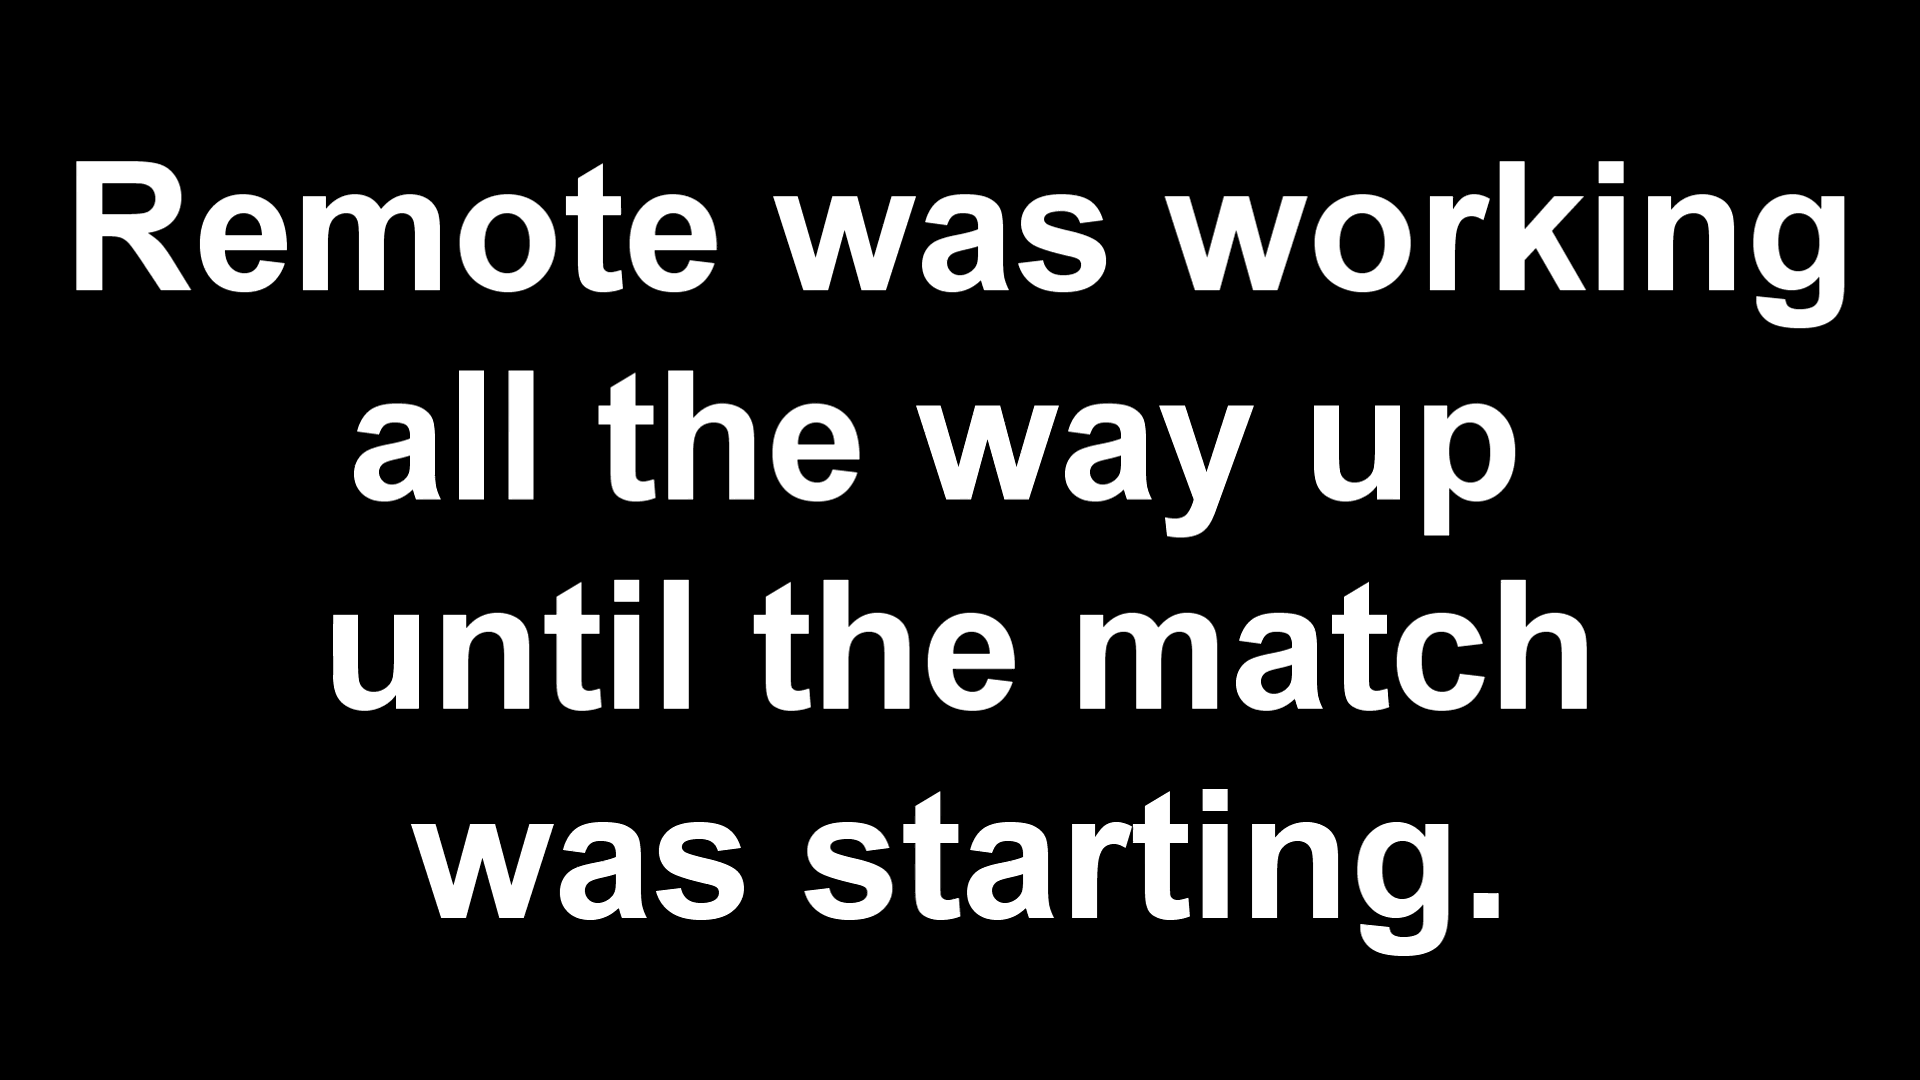 Remote was working
all the way up
until the match
was starting.